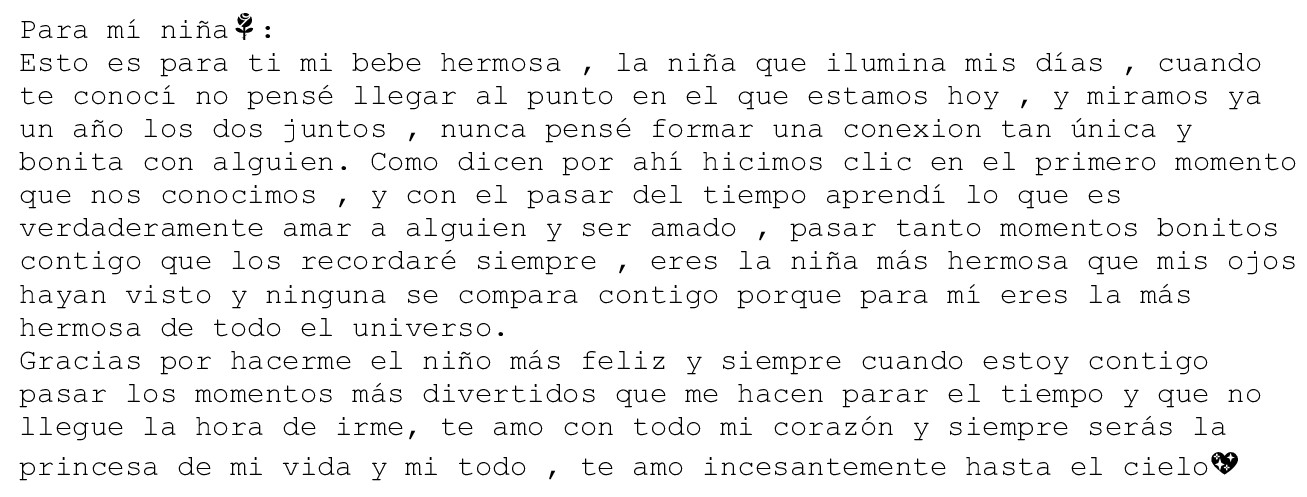 Para mí niña🌹:
Esto es para ti mi bebe hermosa , la niña que ilumina mis días , cuando
te conocí no pensé llegar al punto en el que estamos hoy , y miramos ya
un año los dos juntos , nunca pensé formar una conexion tan única y
bonita con alguien. Como dicen por ahí hicimos clic en el primero momento
que nos conocimos , y con el pasar del tiempo aprendí lo que es
verdaderamente amar a alguien y ser amado , pasar tanto momentos bonitos
contigo que los recordaré siempre , eres la niña más hermosa que mis ojos
hayan visto y ninguna se compara contigo porque para mí eres la más
hermosa de todo el universo.
Gracias por hacerme el niño más feliz y siempre cuando estoy contigo
pasar los momentos más divertidos que me hacen parar el tiempo y que no
llegue la hora de irme, te amo con todo mi corazón y siempre serás la
princesa de mi vida y mi todo , te amo incesantemente hasta el cielo💖